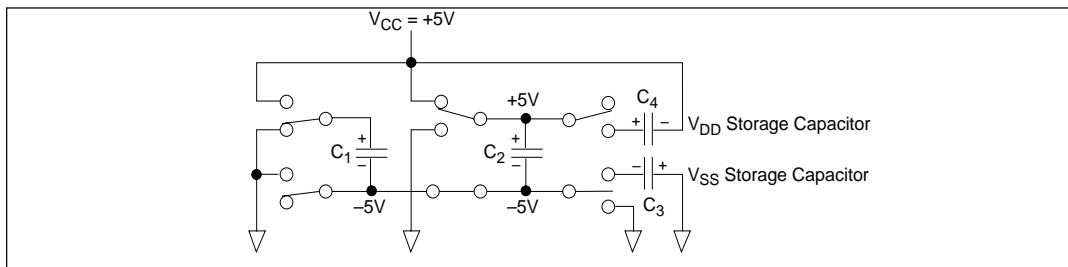 V_CC = +5V
+5V
C_4
+
–
+
–
V_DD Storage Capacitor
+
–
C_1
+
–
C_2
–
+
V_SS Storage Capacitor
–5V
–5V
C_3